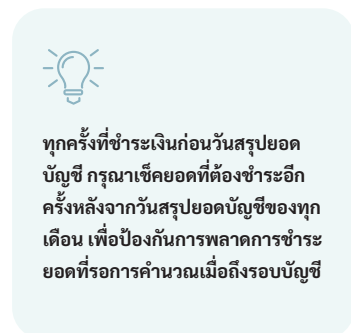 ทุกครั้งที่ชำระเงินก่อนวันสรุปยอด
บัญชี กรุณาเช็คยอดที่ต้องชำระอีก
ครั้งหลังจากวันสรุปยอดบัญชีของทุก
เดือน เพื่อป้องกันการพลาดการชำระ
ยอดที่รอการคำนวณเมื่อถึงรอบบัญชี